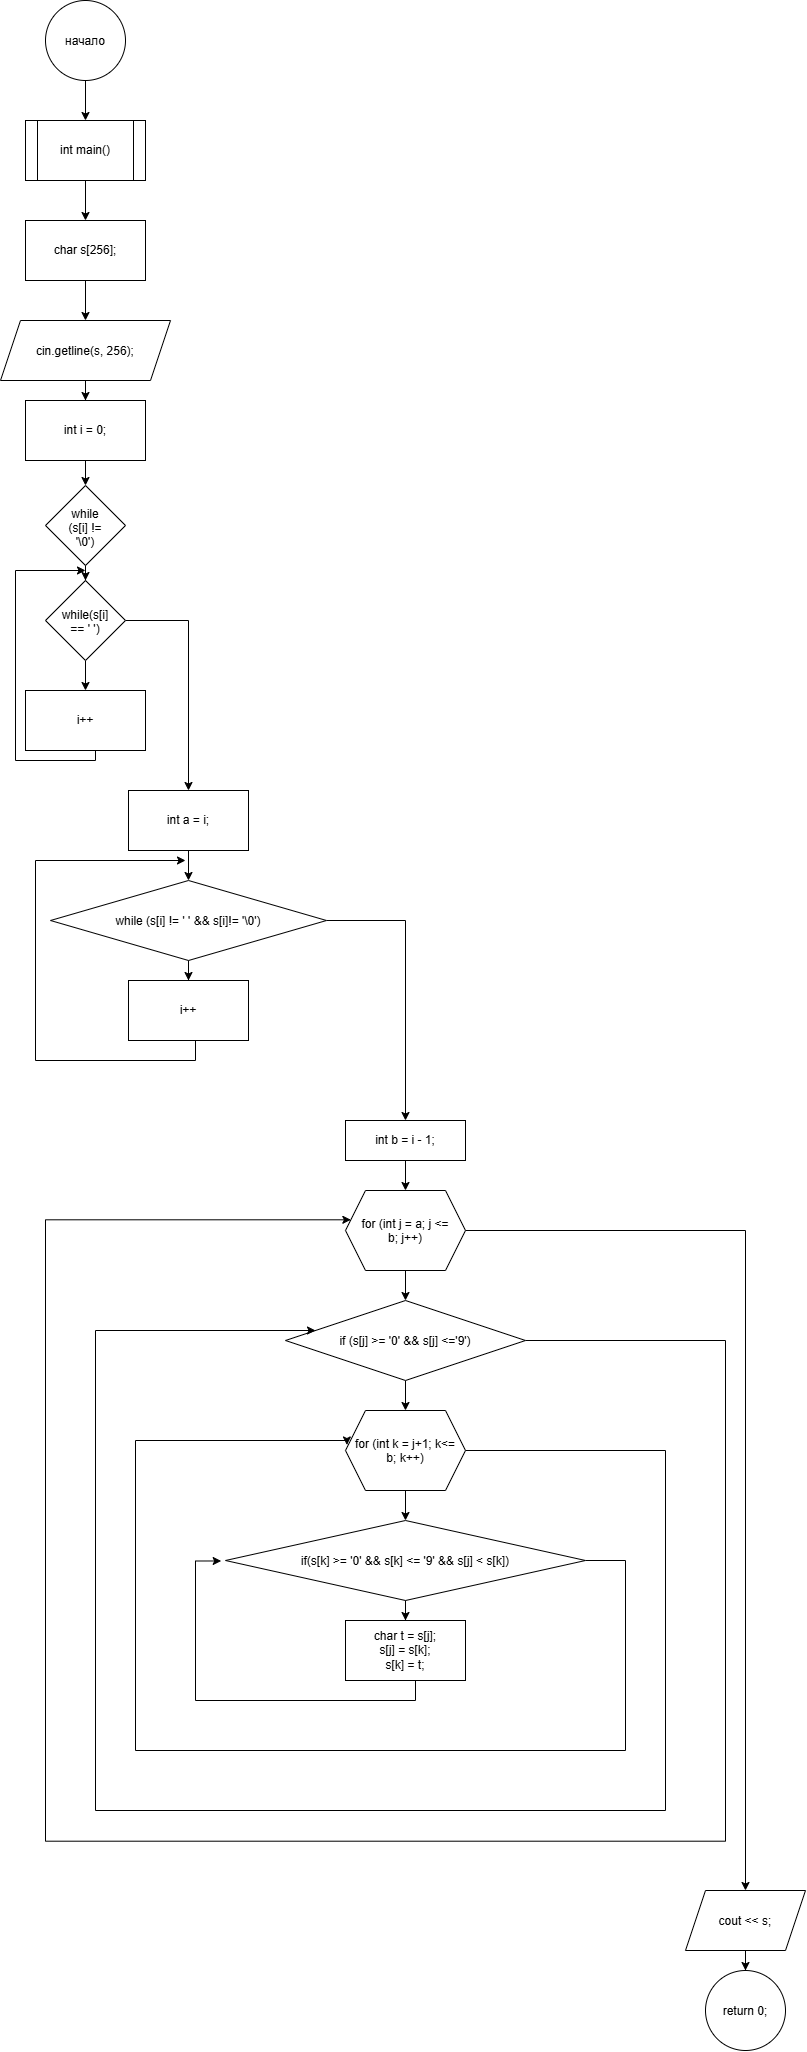 начало
int main()
char s[256];
cin.getline(s, 256);
int i = 0;
while
(s[i] !=
'\0')
while(s[i]
== ' ')
i++
int a = i;
while (s[i] != ' ' && s[i]!= '\0')
i++
int b = i - 1;
for (int j = a; j <=
b; j++)
if (s[j] >= '0' && s[j] <='9')
for (int k = j+1; k<=
b; k++)
if(s[k] >= '0' && s[k] <= '9' && s[j] < s[k])
char t = s[j];
s[j] = s[k];
s[k] = t;
cout << s;
return 0;